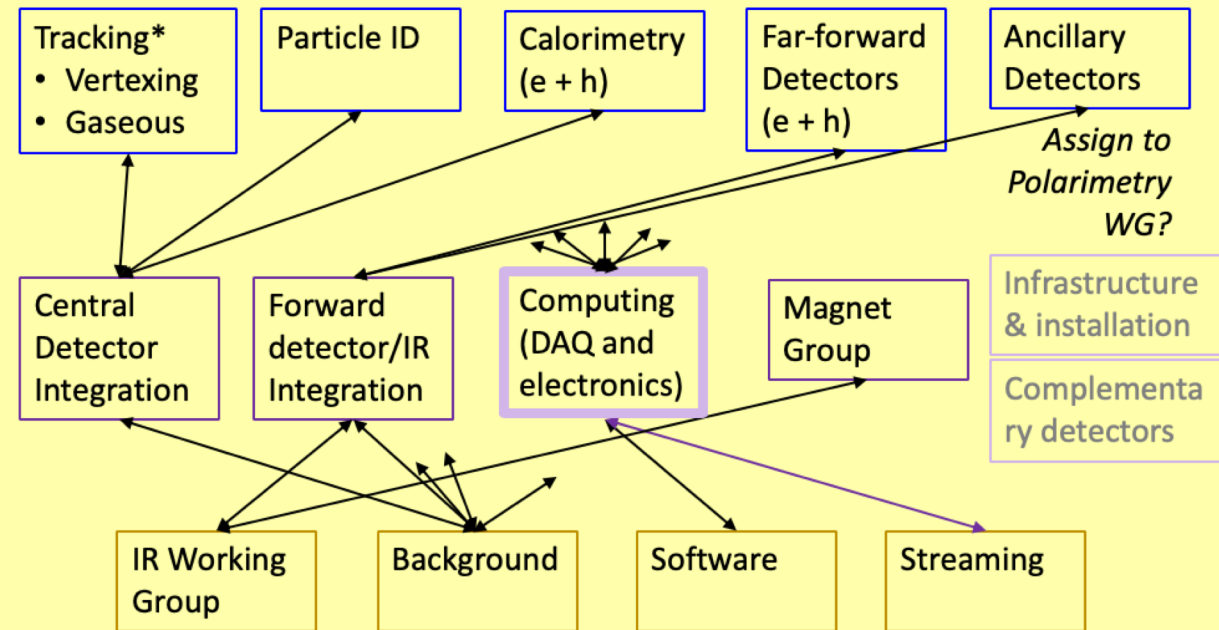 Tracking*
• Vertexing
• Gaseous
Particle ID
Calorimetry
(e + h)
Far-forward
Detectors
(e + h)
Ancillary
Detectors
Assign to
Polarimetry
WG?
Central
Detector
Integration
Forward
detector/IR
Integration
Computing
(DAQ and
electronics)
Magnet
Group
Infrastructure
& installation
Complementa
ry detectors
IR Working
Group
Background
Software
Streaming